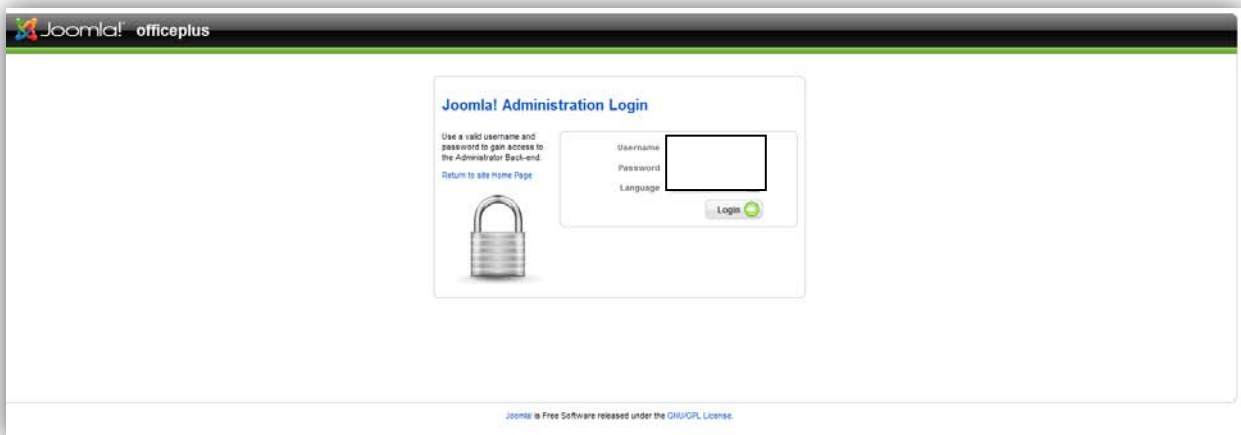 Joomla! officeplus
Joomla! Administration Login
Use a valid username and
password to gain access to
the Administrator Back-end.
Return to site Home Page
Username
Password
Language
Login
Joomla! is Free Software released under the GNU/GPL License.